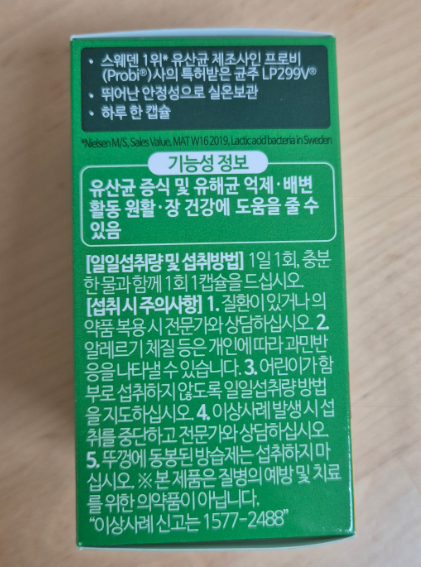 · 스웨덴 1위* 유산균 제조사인 프로비
(Probi®)사의 특허받은 균주 LP299V®
· 뛰어난 안정성으로 실온보관
· 하루 한 캡슐
*Nielsen M/S, Sales Value, MAT W16 2019, Lactic acid bacteria in Sweden
기능성 정보
유산균 증식 및 유해균 억제·배변
활동 원활·장 건강에 도움을 줄 수
있음
[일일섭취량 및 섭취방법] 1일 1회, 충분
한 물과 함께 1회 1캡슐을 드십시오.
[섭취 시 주의사항] 1. 질환이 있거나 의
약품 복용 시 전문가와 상담하십시오. 2.
알레르기 체질 등은 개인에 따라 과민반
응을 나타낼 수 있습니다. 3. 어린이가 함
부로 섭취하지 않도록 일일섭취량 방법
을 지도하십시오. 4. 이상사례 발생 시 섭
취를 중단하고 전문가와 상담하십시오.
5. 뚜껑에 동봉된 방습제는 섭취하지 마
십시오. ※ 본 제품은 질병의 예방 및 치료
를 위한 의약품이 아닙니다.
"이상사례 신고는 1577-2488"